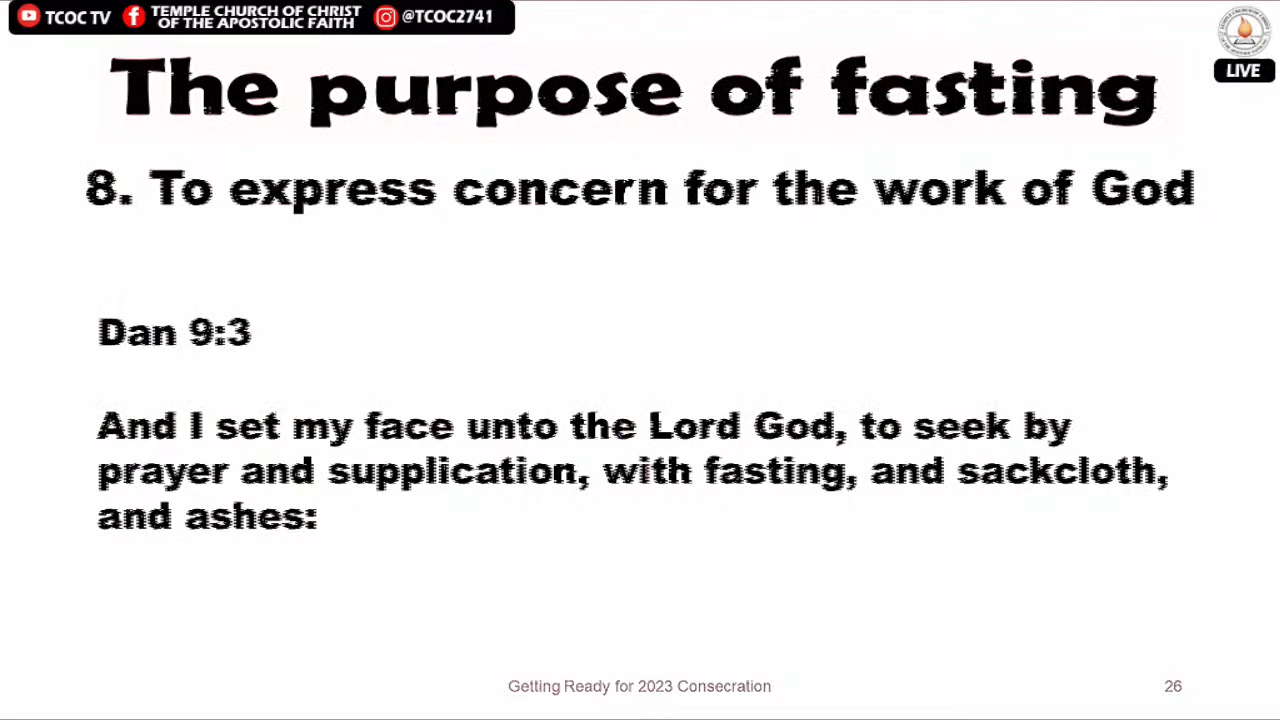 TCOC TV
TEMPLE CHURCH OF CHRIST
OF THE APOSTOLIC FAITH
@TCOC2741
LIVE
The purpose of fasting
8. To express concern for the work of God
Dan 9:3
And I set my face unto the Lord God, to seek by
prayer and supplication, with fasting, and sackcloth,
and ashes:
Getting Ready for 2023 Consecration
26